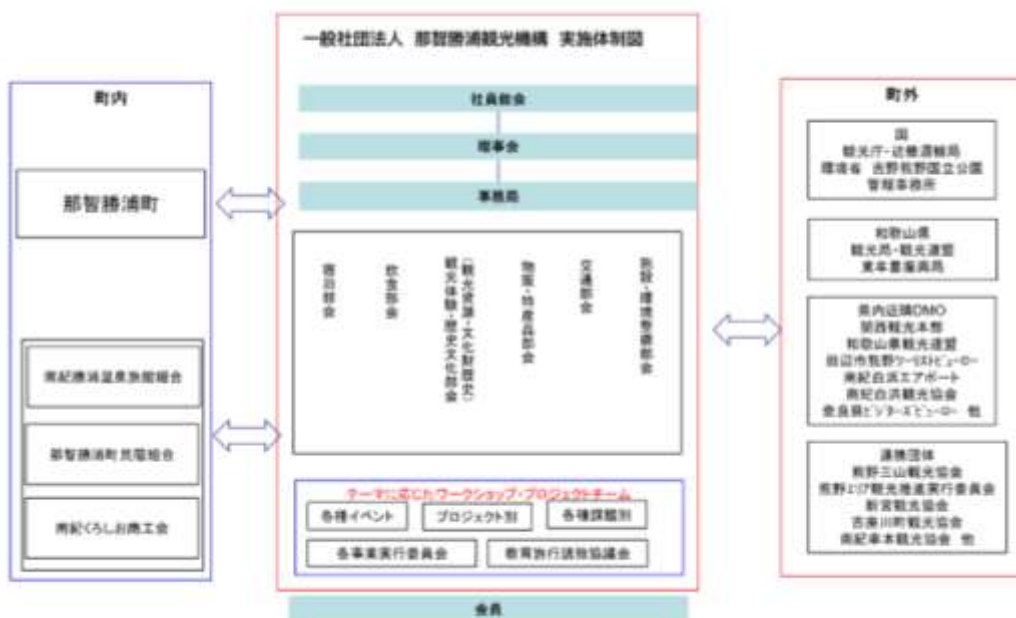 一般社団法人 那智勝浦観光機構 実施体制図
町内
那智勝浦町
南紀勝浦温泉旅館組合
那智勝浦町民宿組合
南紀くろしお商工会
社員総会
理事会
事務局
宿泊部会
飲食部会
(観光資源・文化財歴史)
観光体験・歴史文化部会
物販・特産品部会
交通部会
施設・環境整備部会
テーマに応じたワークショップ・プロジェクトチーム
各種イベント
プロジェクト別
各種課題別
各事業実行委員会
教育旅行誘致協議会
会員
町外
国
観光庁・近畿運輸局
環境省 吉野熊野国立公園
管理事務所
和歌山県
観光局・観光連盟
東牟婁振興局
県内近隣DMO
関西観光本部
和歌山県観光連盟
田辺市熊野ツーリストビューロー
南紀白浜エアポート
南紀白浜観光協会
奈良県ビジターズビューロー 他
連携団体
熊野三山観光協会
熊野エリア観光推進実行委員会
新宮観光協会
古座川町観光協会
南紀串本観光協会 他